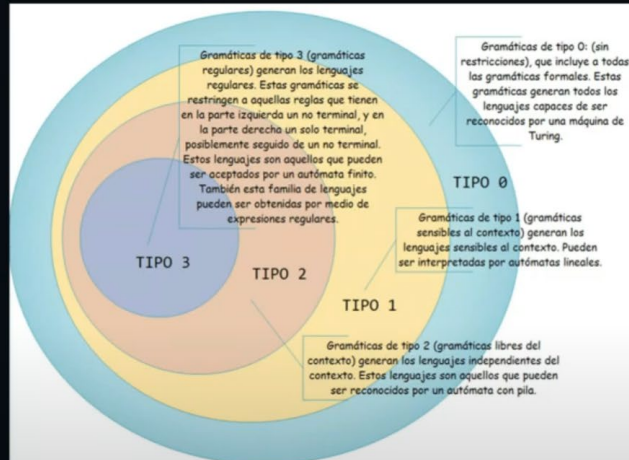 Gramáticas de tipo 3 (gramáticas
regulares) generan los lenguajes
regulares. Estas gramáticas se
restringen a aquellas reglas que tienen
en la parte izquierda un no terminal, y en
la parte derecha un solo terminal,
posiblemente seguido de un no terminal.
Estos lenguajes son aquellos que pueden
ser aceptados por un autómata finito.
También esta familia de lenguajes
pueden ser obtenidas por medio de
expresiones regulares.
Gramáticas de tipo 0: (sin
restricciones), que incluye a todas
las gramáticas formales. Estas
gramáticas generan todos los
lenguajes capaces de ser
reconocidos por una máquina de
Turing.
TIPO 0
Gramáticas de tipo 1 (gramáticas
sensibles al contexto) generan los
lenguajes sensibles al contexto. Pueden
ser interpretadas por autómatas lineales.
TIPO 3
TIPO 2
TIPO 1
Gramáticas de tipo 2 (gramáticas libres del
contexto) generan los lenguajes independientes del
contexto. Estos lenguajes son aquellos que pueden
ser reconocidos por un autómata con pila.